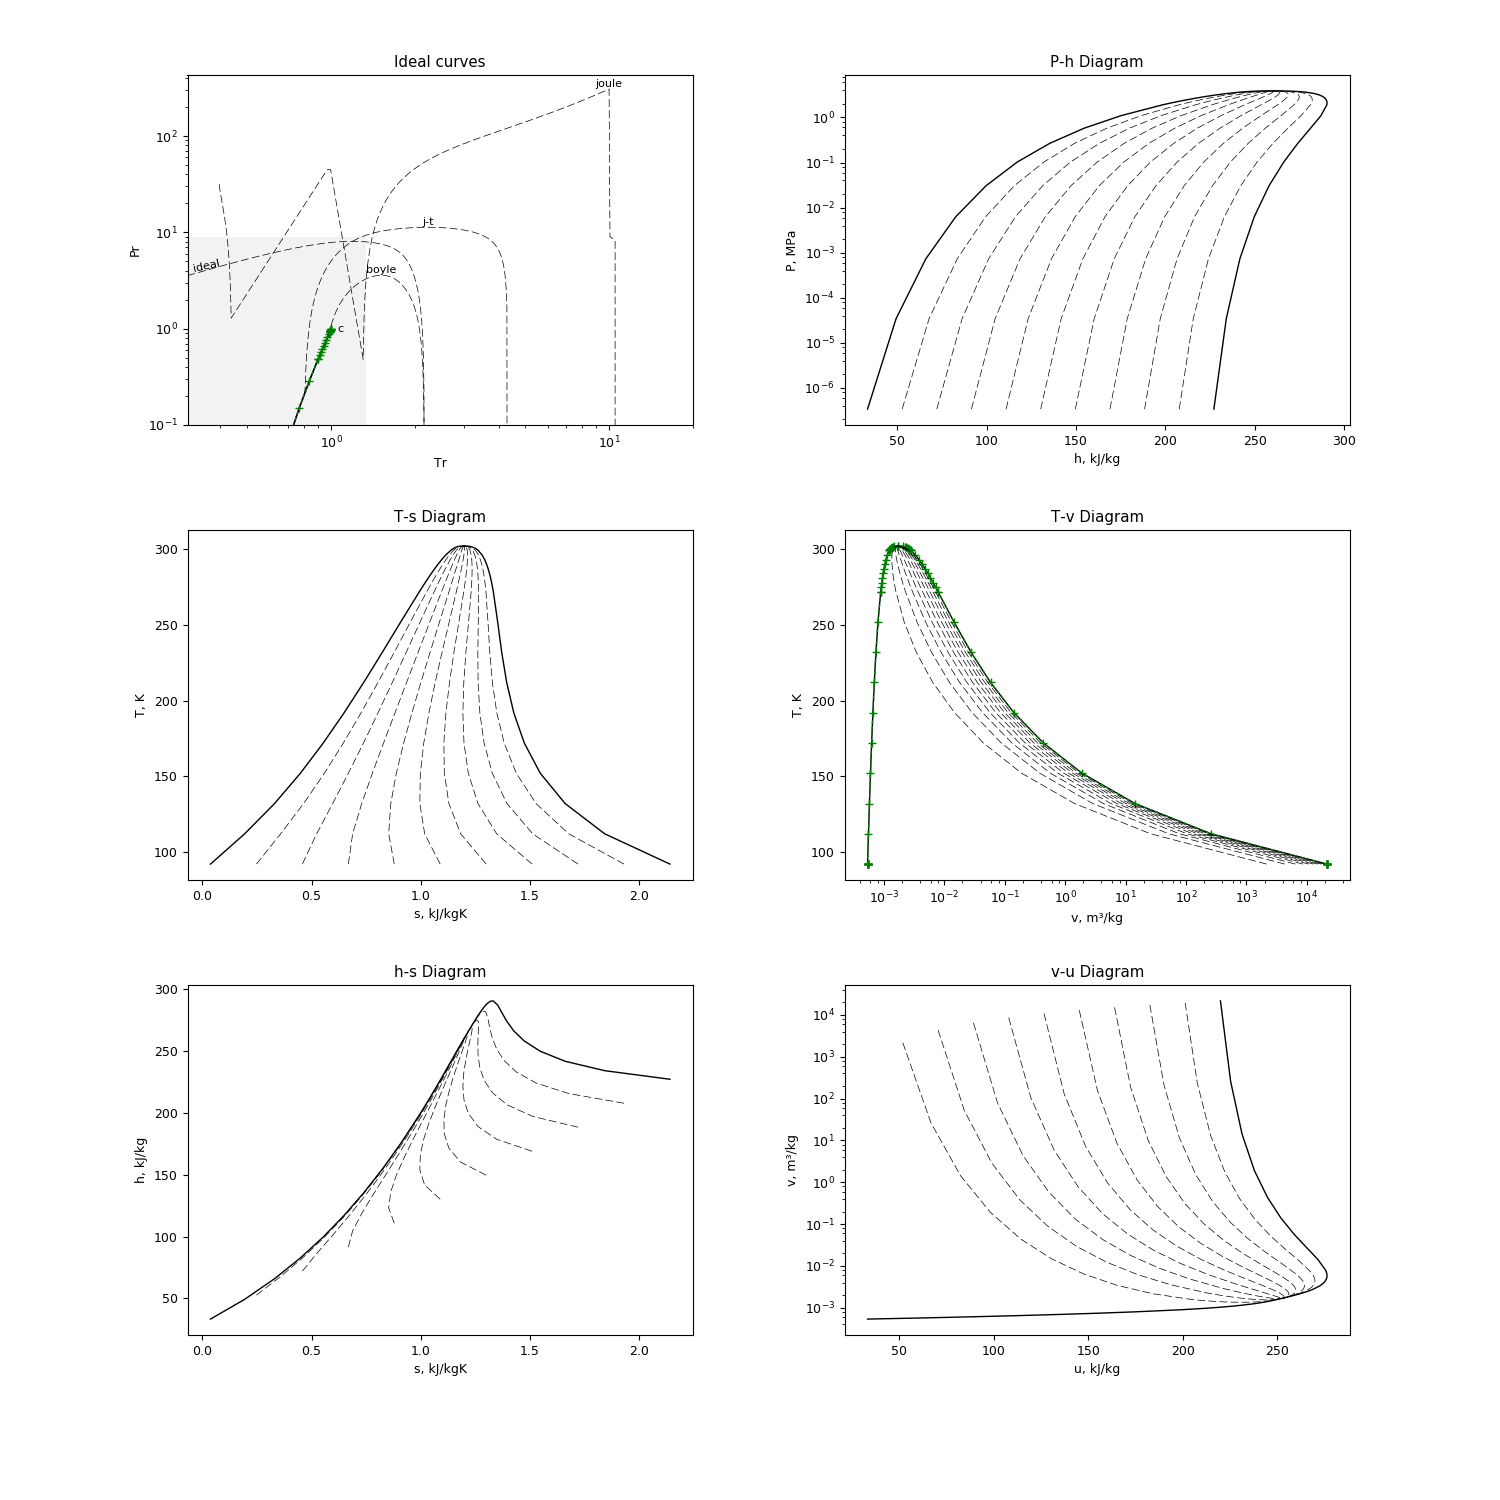 Ideal curves
joule
j-t
boyle
ideal
c
10²
10¹
10⁰
10⁻¹
Pr
10⁰
10¹
Tr
P-h Diagram
10⁰
10⁻¹
10⁻²
10⁻³
10⁻⁴
10⁻⁵
10⁻⁶
P, MPa
50
100
150
200
250
300
h, kJ/kg
T-s Diagram
300
250
200
150
100
T, K
0.0
0.5
1.0
1.5
2.0
s, kJ/kgK
T-v Diagram
300
250
200
150
100
T, K
10⁻³
10⁻²
10⁻¹
10⁰
10¹
10²
10³
10⁴
v, m³/kg
h-s Diagram
300
250
200
150
100
50
h, kJ/kg
0.0
0.5
1.0
1.5
2.0
s, kJ/kgK
v-u Diagram
10⁴
10³
10²
10¹
10⁰
10⁻¹
10⁻²
10⁻³
v, m³/kg
50
100
150
200
250
u, kJ/kg